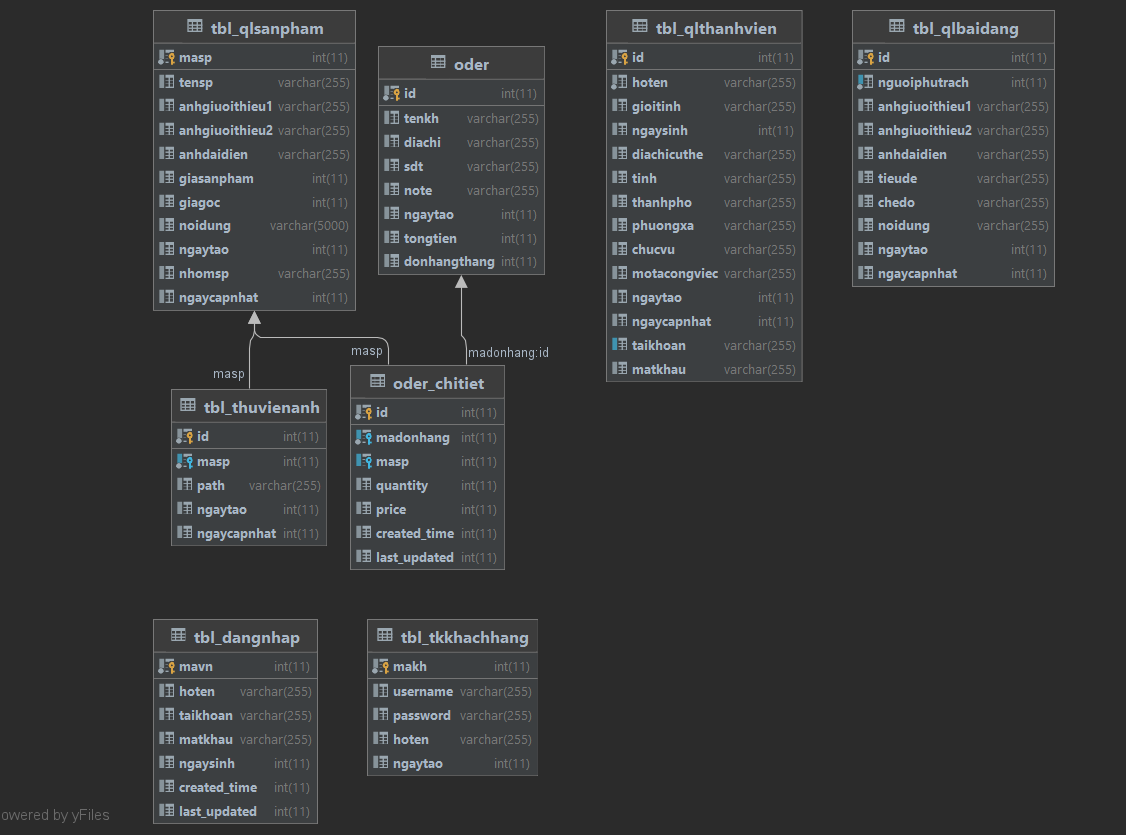 tbl_qlsanpham
masp int(11)
tensp varchar(255)
anhgiuoithieu1 varchar(255)
anhgiuoithieu2 varchar(255)
anhdaidien varchar(255)
giasanpham int(11)
giagoc int(11)
noidung varchar(5000)
ngaytao int(11)
nhomsp varchar(255)
ngaycapnhat int(11)
oder
id int(11)
tenkh varchar(255)
diachi varchar(255)
sdt varchar(255)
note varchar(255)
ngaytao int(11)
tongtien int(11)
donhangthang int(11)
tbl_qlthanhvien
id int(11)
hoten varchar(255)
gioitinh varchar(255)
ngaysinh int(11)
diachicuthe varchar(255)
tinh varchar(255)
thanhpho varchar(255)
phuongxa varchar(255)
chucvu varchar(255)
motacongviec varchar(255)
ngaytao int(11)
ngaycapnhat int(11)
taikhoan varchar(255)
matkhau varchar(255)
tbl_qlbaidang
id int(11)
nguoiphutrach int(11)
anhgiuoithieu1 varchar(255)
anhgiuoithieu2 varchar(255)
anhdaidien varchar(255)
tieude varchar(255)
chedo varchar(255)
noidung varchar(255)
ngaytao int(11)
ngaycapnhat int(11)
masp
masp
madonhang:id
tbl_thuvienanh
id int(11)
masp int(11)
path varchar(255)
ngaytao int(11)
ngaycapnhat int(11)
oder_chitiet
id int(11)
madonhang int(11)
masp int(11)
quantity int(11)
price int(11)
created_time int(11)
last_updated int(11)
tbl_dangnhap
mavn int(11)
hoten varchar(255)
taikhoan varchar(255)
matkhau varchar(255)
ngaysinh int(11)
created_time int(11)
last_updated int(11)
tbl_tkkhachhang
makh int(11)
username varchar(255)
password varchar(255)
hoten varchar(255)
ngaytao int(11)
owered by yFiles